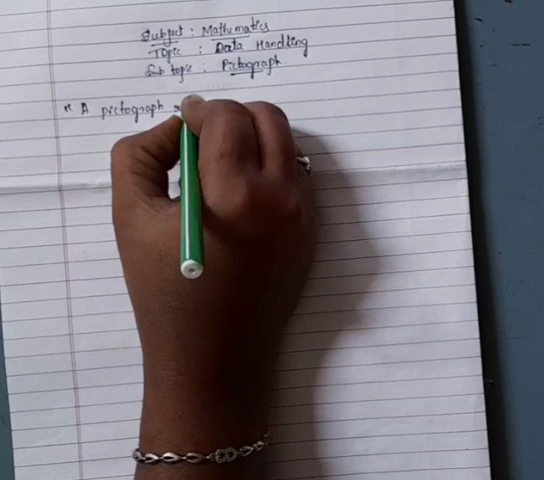 Subject : Mathematics
Topic : Data Handling
Sub topic : Pictograph.
" A pictograph